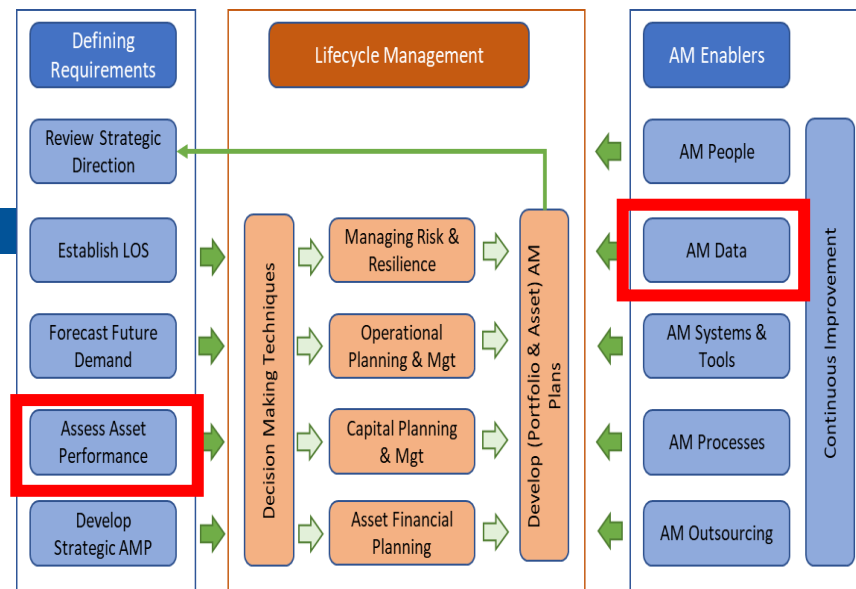 Defining
Requirements
Review Strategic
Direction
Establish LOS
Forecast Future
Demand
Assess Asset
Performance
Develop
Strategic AMP
Lifecycle Management
Decision Making Techniques
Managing Risk &
Resilience
Operational
Planning & Mgt
Capital Planning
& Mgt
Asset Financial
Planning
Develop (Portfolio & Asset) AM
Plans
AM Enablers
AM People
AM Data
AM Systems &
Tools
AM Processes
AM Outsourcing
Continuous Improvement